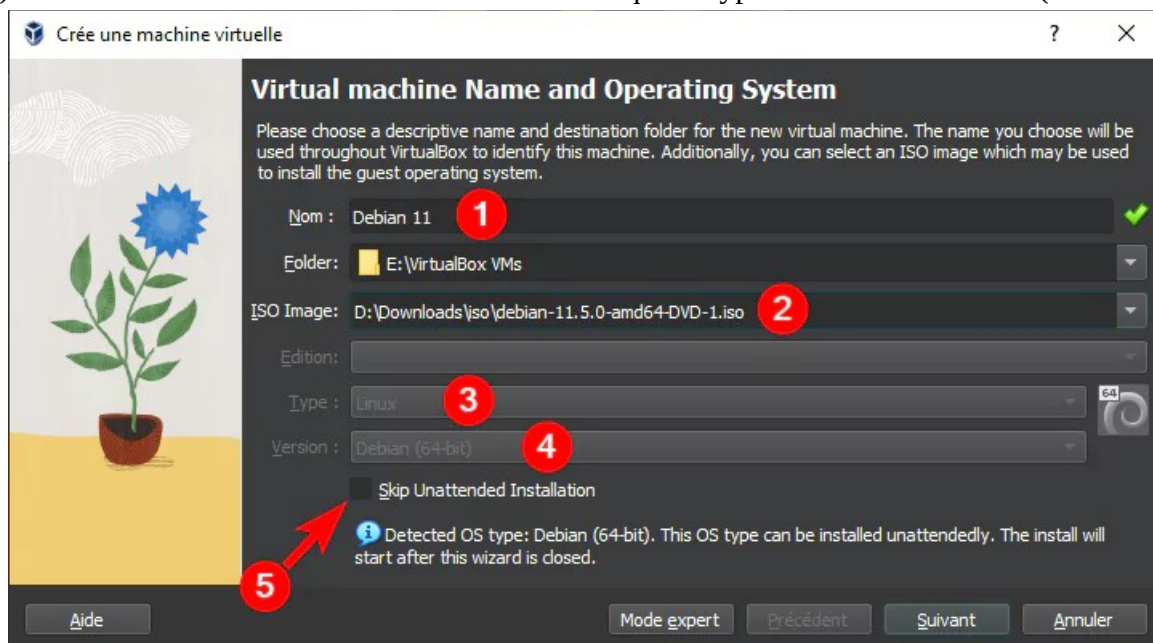 Crée une machine virtuelle ? ×
Virtual machine Name and Operating System
Please choose a descriptive name and destination folder for the new virtual machine. The name you choose will be
used throughout VirtualBox to identify this machine. Additionally, you can select an ISO image which may be used
to install the guest operating system.
Nom : Debian 11 1
Folder: E:\VirtualBox VMs
ISO Image: D:\Downloads\iso\debian-11.5.0-amd64-DVD-1.iso 2
Edition:
Type : Linux 3 64
Version : Debian (64-bit) 4
Skip Unattended Installation
Detected OS type: Debian (64-bit). This OS type can be installed unattendedly. The install will
start after this wizard is closed.
5
Aide Mode expert Précédent Suivant Annuler